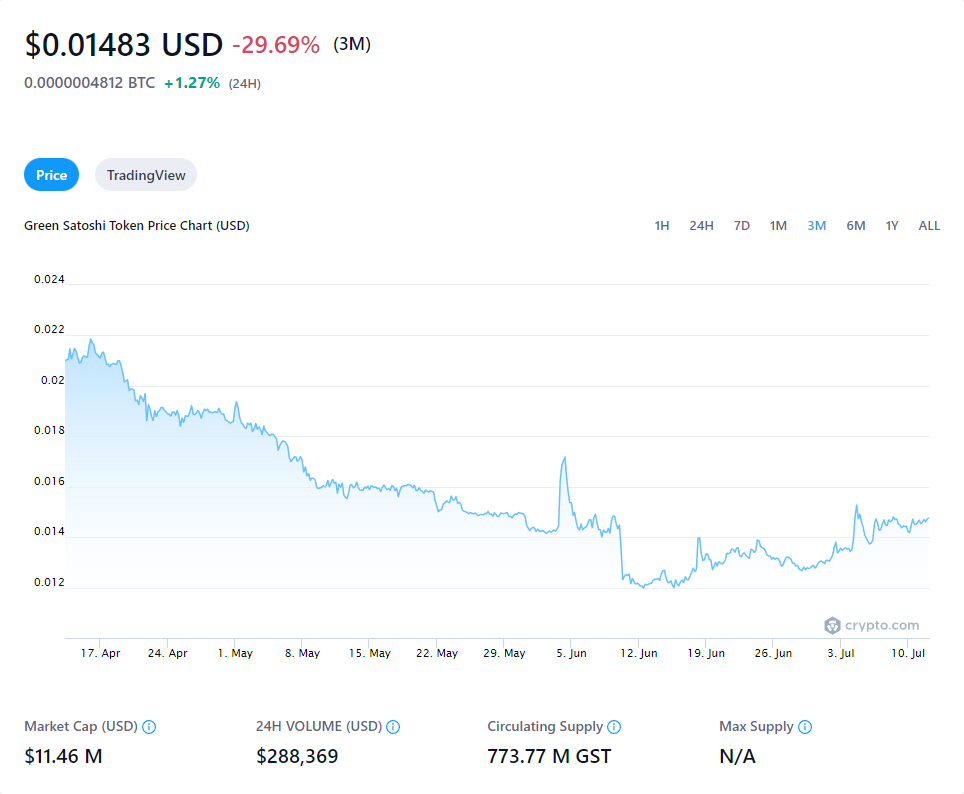 $0.01483 USD -29.69% (3M)
0.0000004812 BTC +1.27% (24H)
Price TradingView
Green Satoshi Token Price Chart (USD) 1H 24H 7D 1M 3M 6M 1Y ALL
0.024
0.022
0.02
0.018
0.016
0.014
0.012
crypto.com
17. Apr 24. Apr 1. May 8. May 15. May 22. May 29. May 5. Jun 12. Jun 19. Jun 26. Jun 3. Jul 10. Jul
Market Cap (USD) 24H VOLUME (USD) Circulating Supply Max Supply
$11.46 M $288,369 773.77 M GST N/A